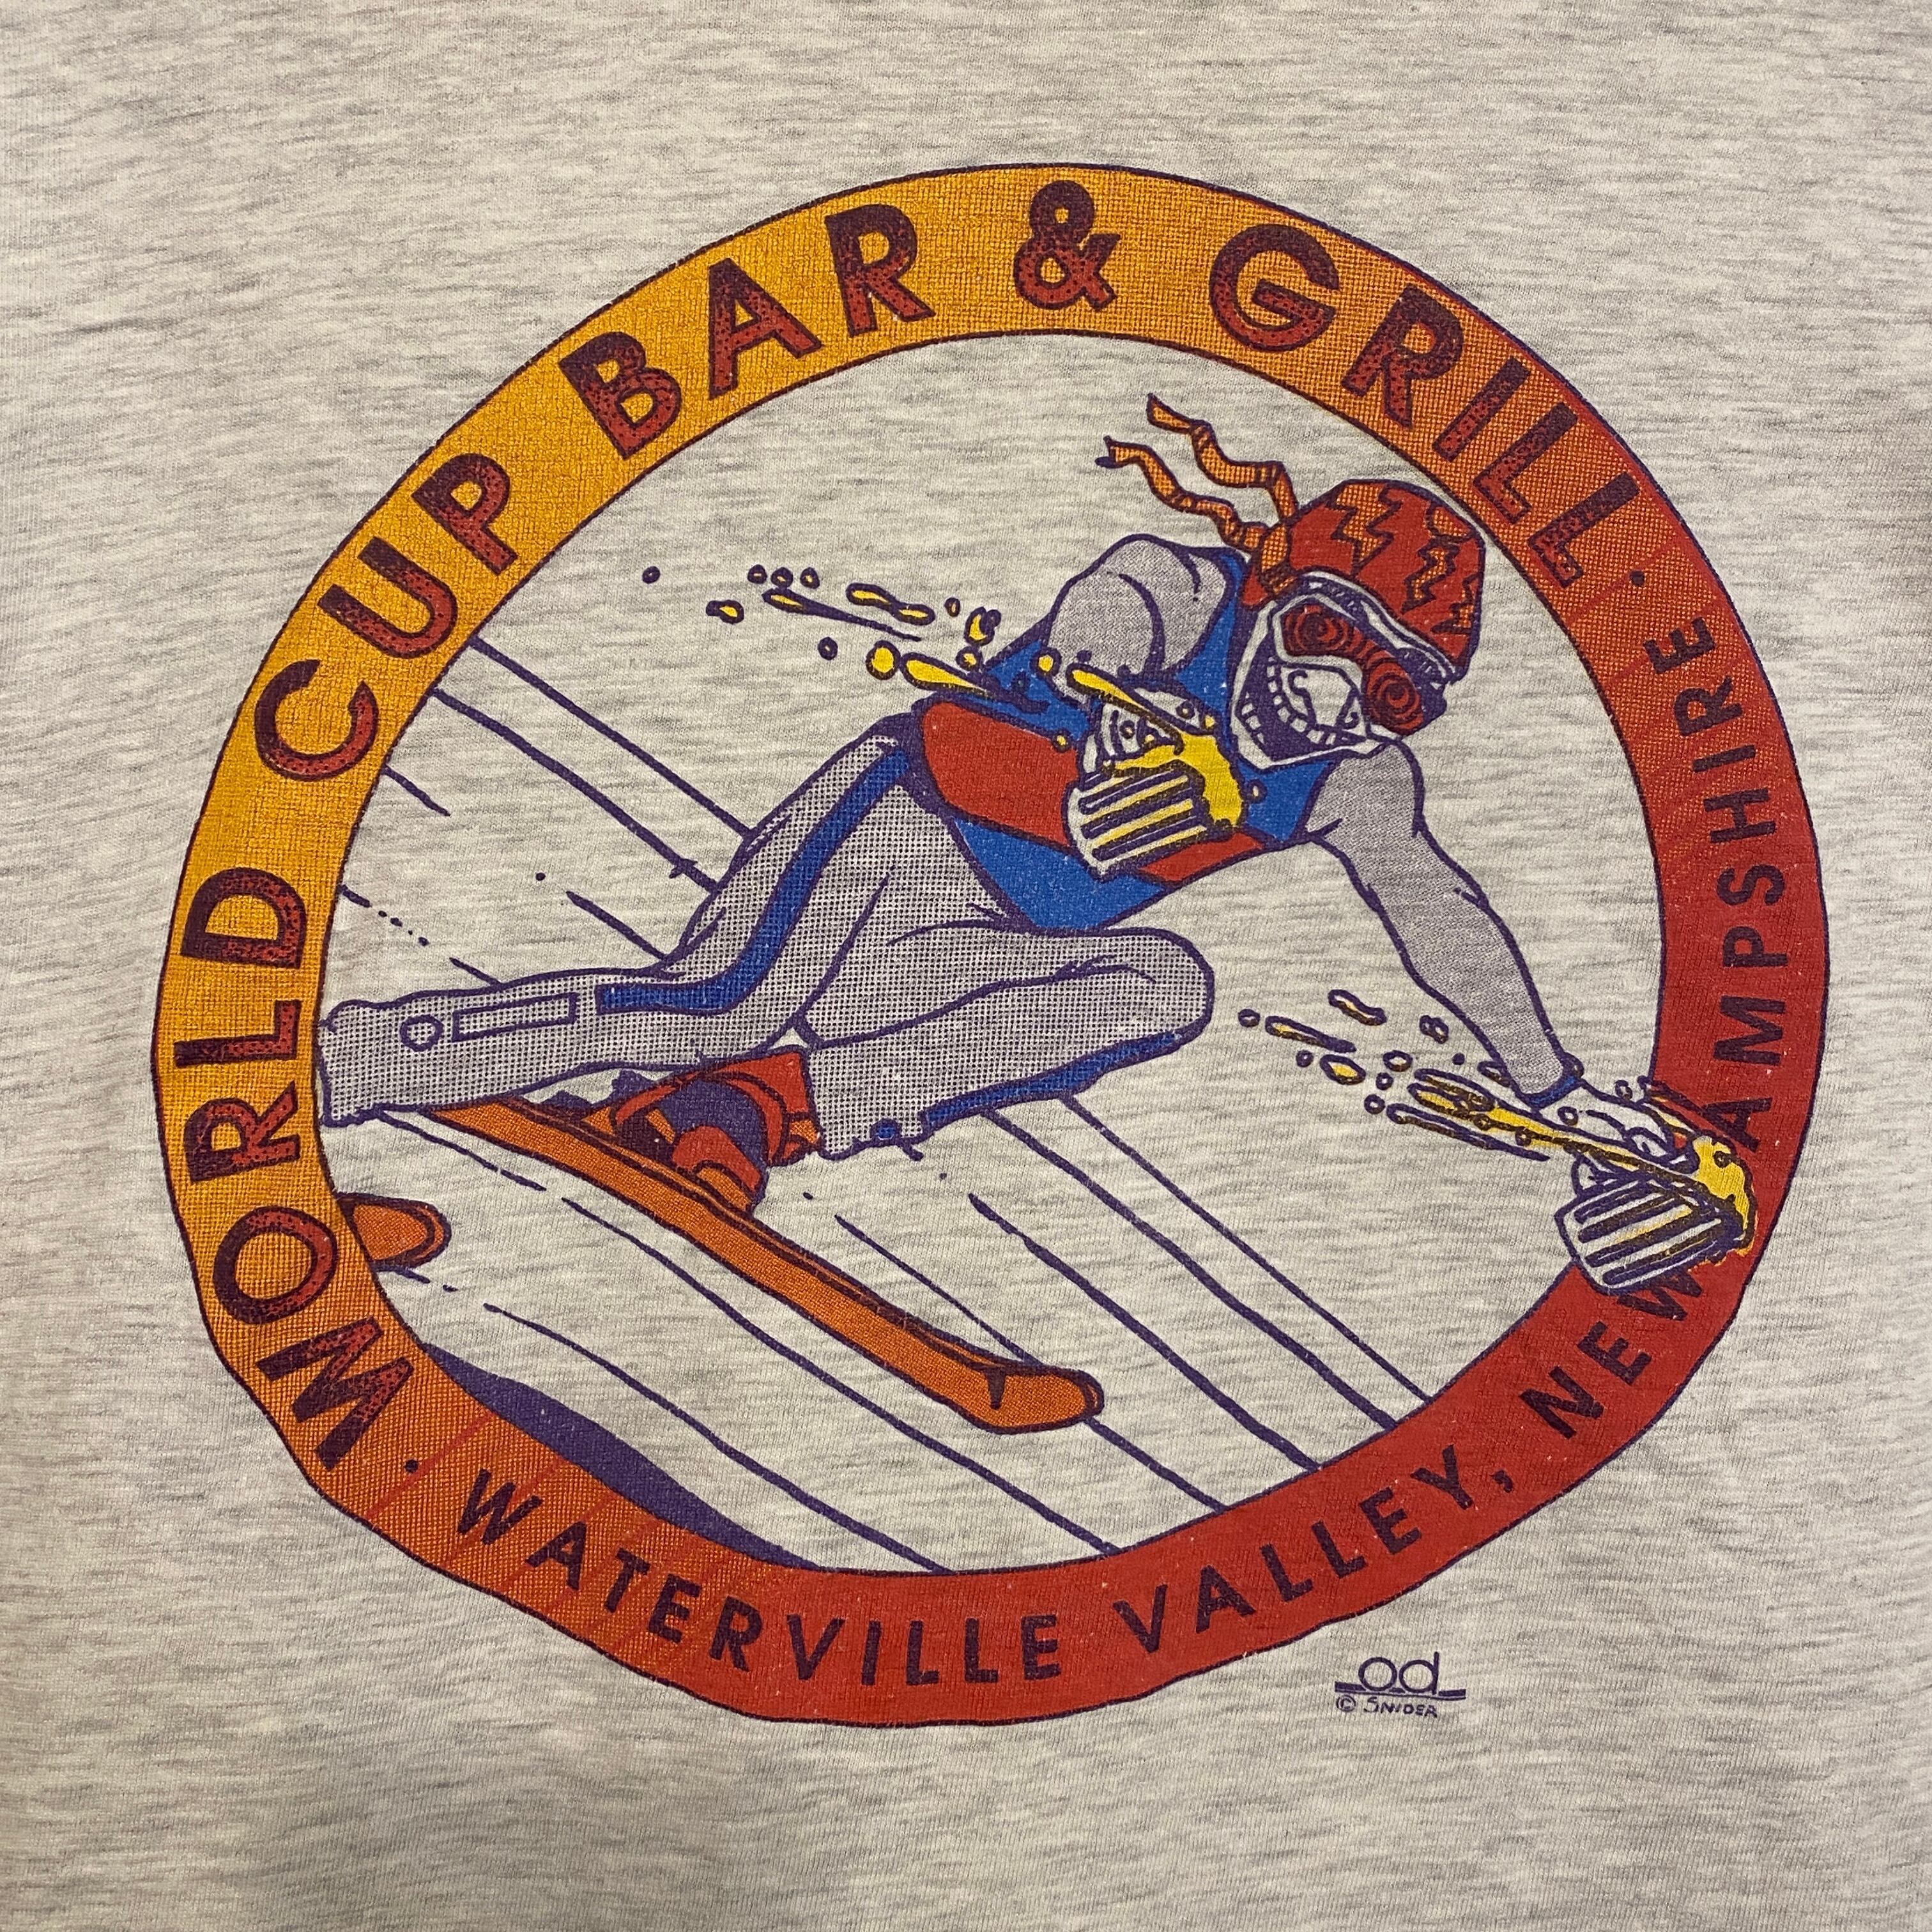 WORLD CUP BAR & GRILL
· WATERVILLE VALLEY, NEW HAMPSHIRE ·
od
© SNIDER